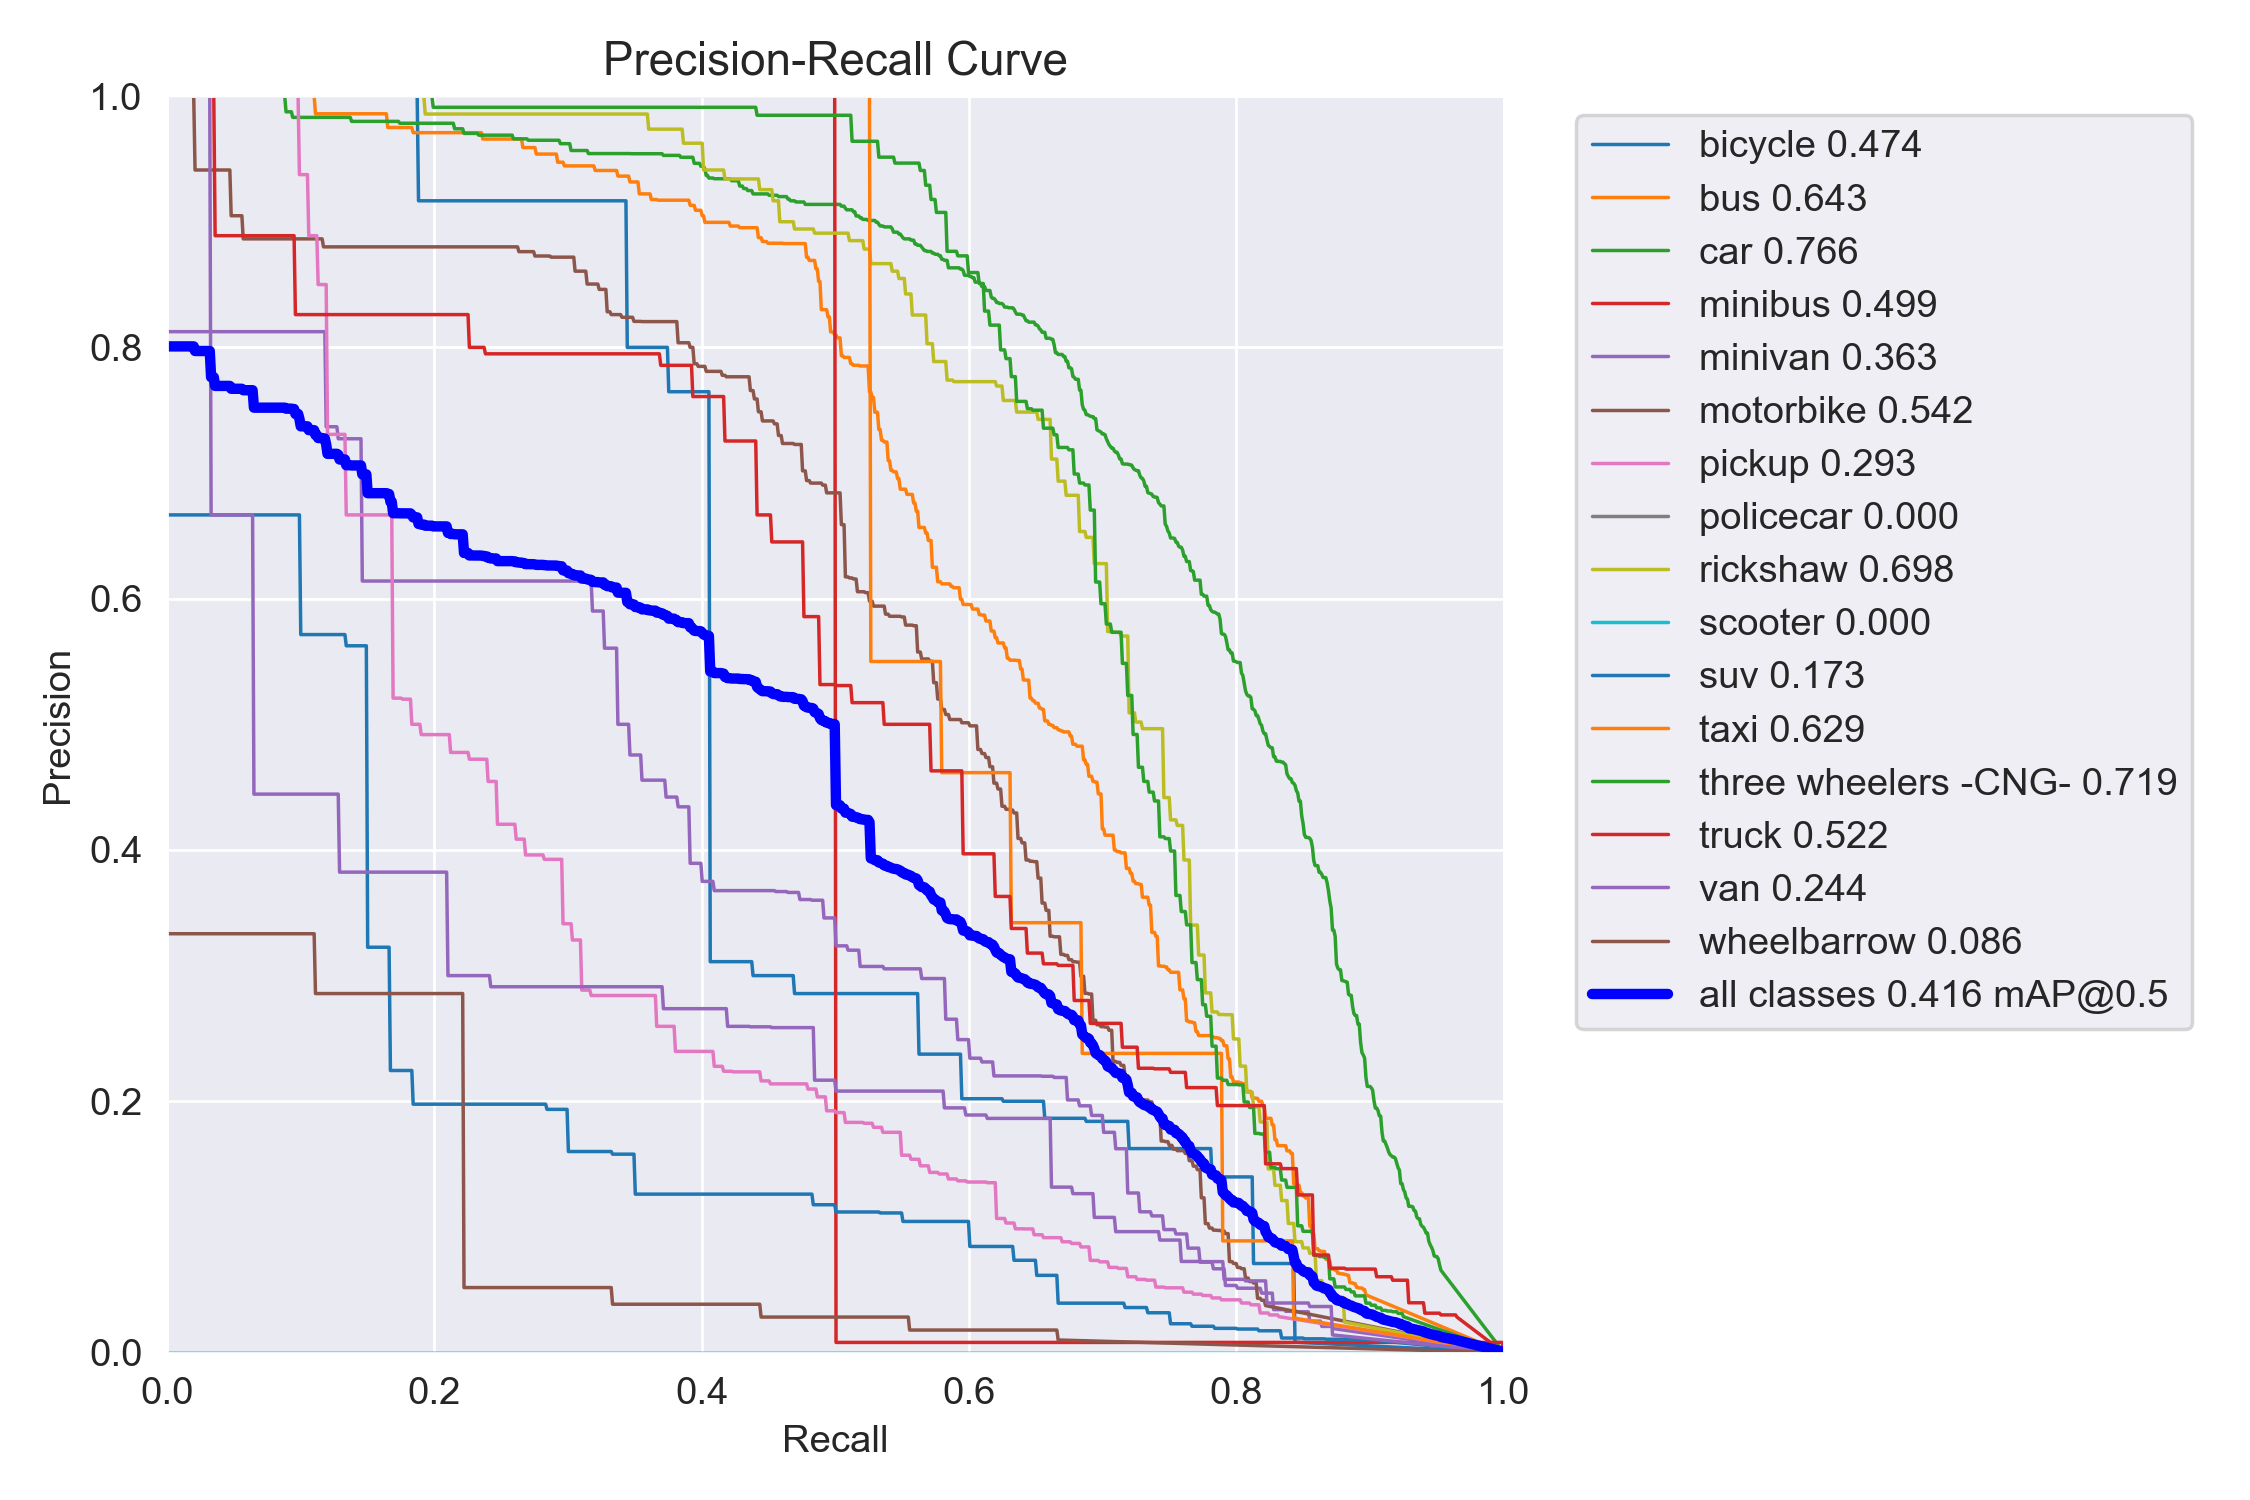 Precision-Recall Curve
1.0
0.8
0.6
0.4
0.2
0.0
Precision
0.0 0.2 0.4 0.6 0.8 1.0
Recall
bicycle 0.474
bus 0.643
car 0.766
minibus 0.499
minivan 0.363
motorbike 0.542
pickup 0.293
policecar 0.000
rickshaw 0.698
scooter 0.000
suv 0.173
taxi 0.629
three wheelers -CNG- 0.719
truck 0.522
van 0.244
wheelbarrow 0.086
all classes 0.416 mAP@0.5